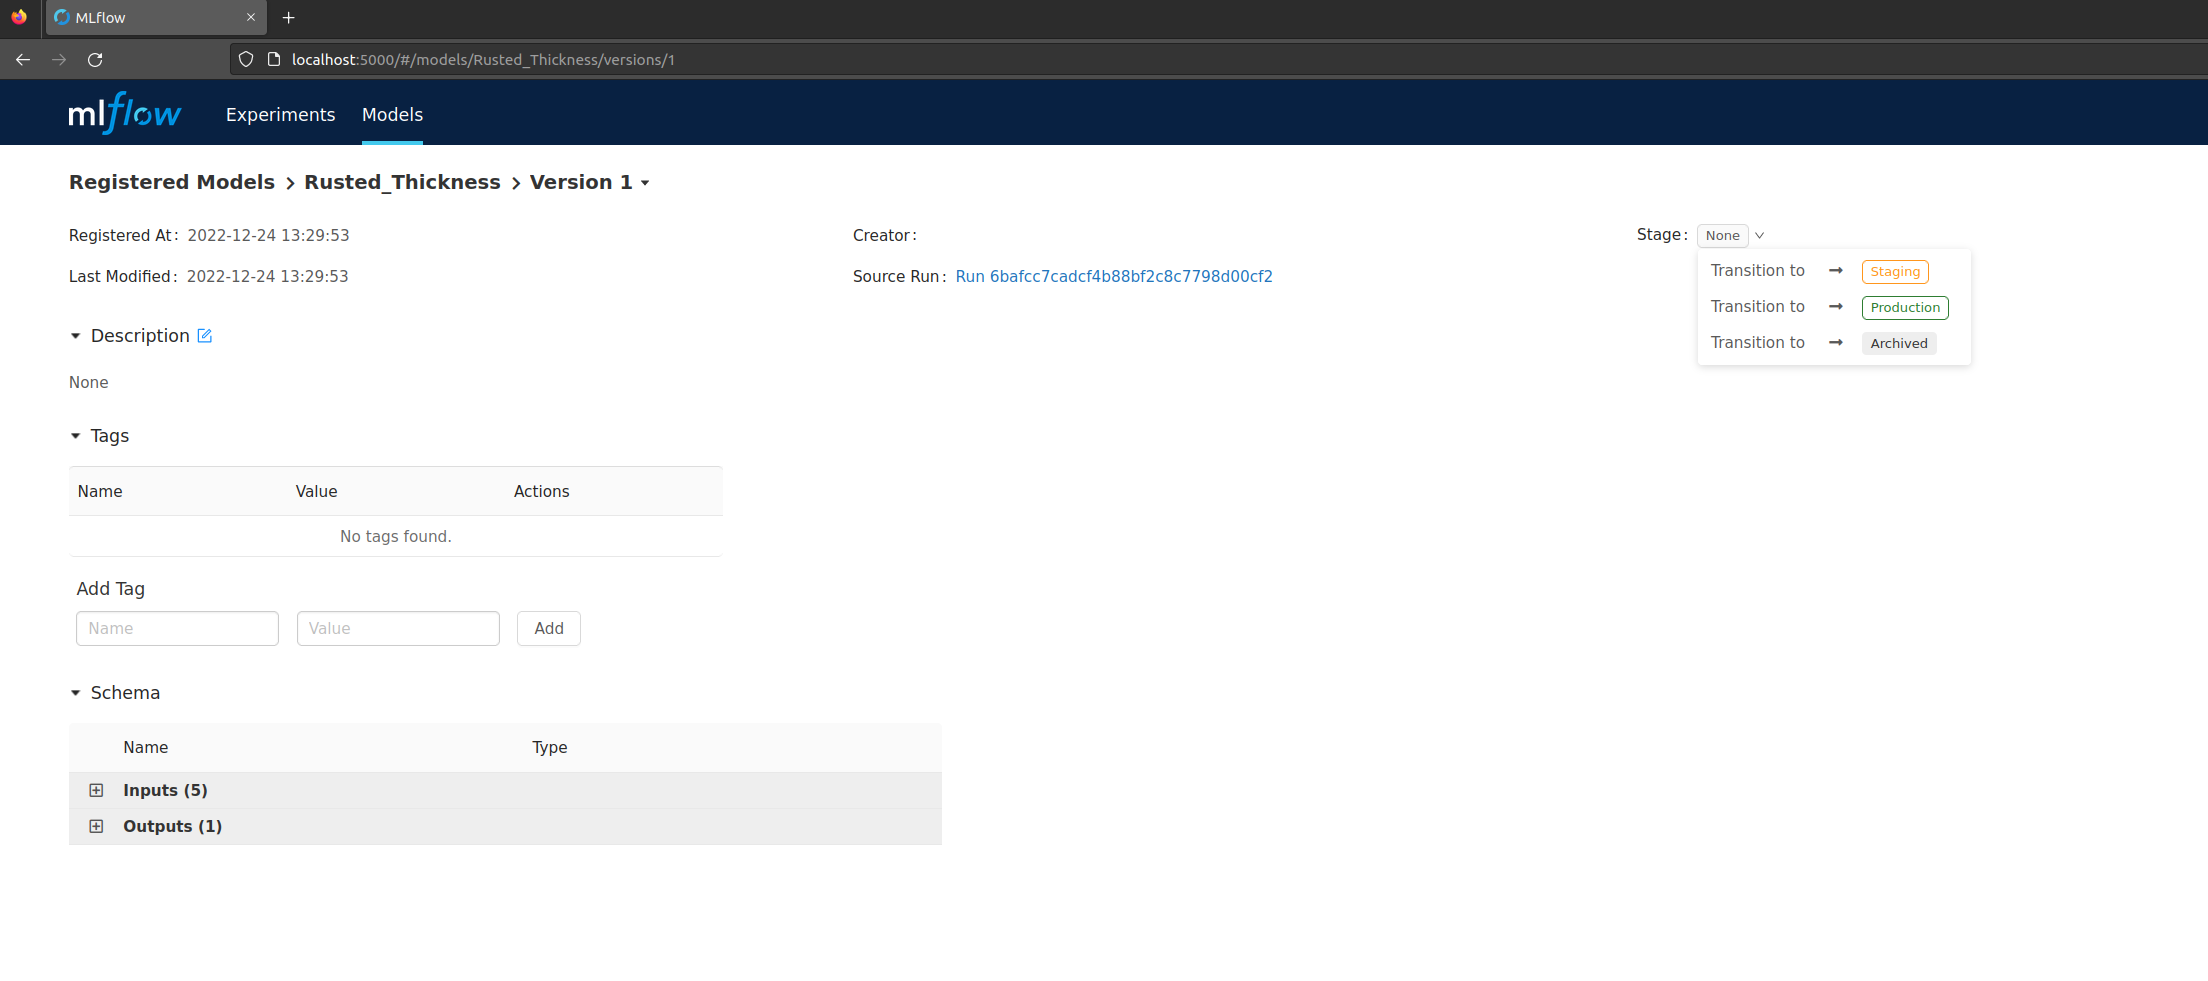 MLflow
localhost:5000/#/models/Rusted_Thickness/versions/1
mlflow Experiments Models
Registered Models > Rusted_Thickness > Version 1
Registered At: 2022-12-24 13:29:53 Creator: Stage: None
Last Modified: 2022-12-24 13:29:53 Source Run: Run 6bafcc7cadcf4b88bf2c8c7798d00cf2
Transition to → Staging
Transition to → Production
Transition to → Archived
Description
None
Tags
Name Value Actions
No tags found.
Add Tag
Name Value Add
Schema
Name Type
Inputs (5)
Outputs (1)